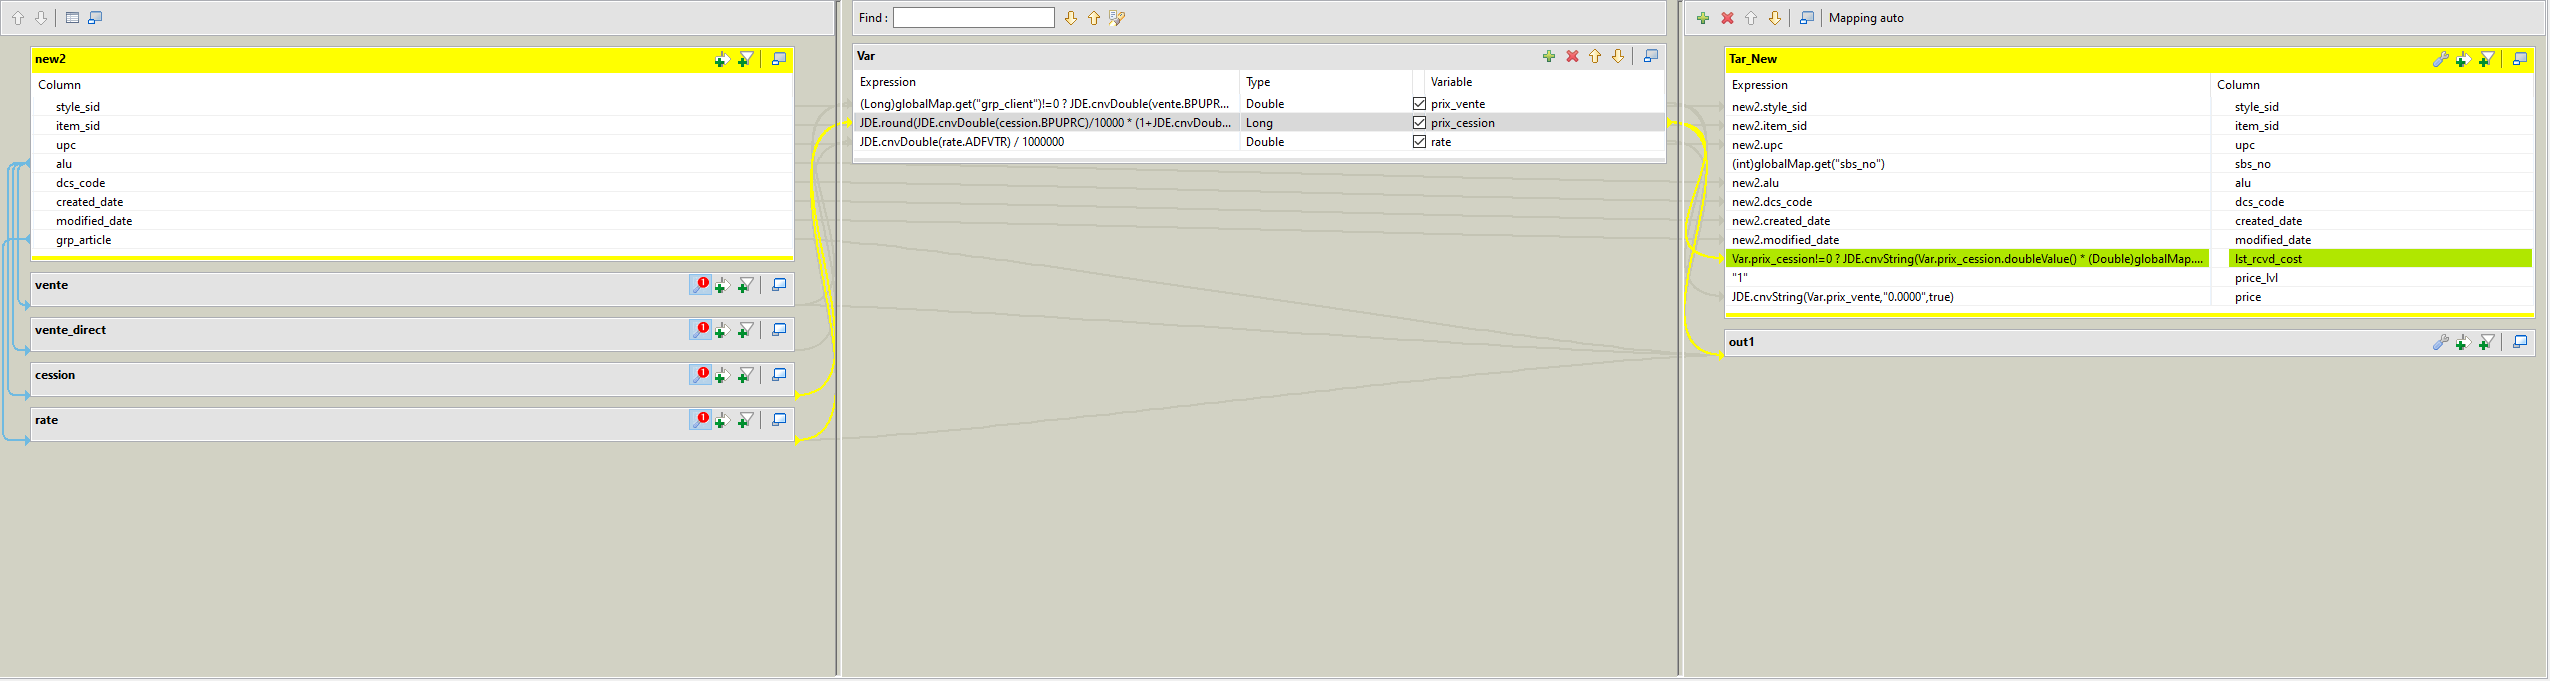 new2
Column
style_sid
item_sid
upc
alu
dcs_code
created_date
modified_date
grp_article
vente
vente_direct
cession
rate
Find :
Var
Expression Type Variable
(Long)globalMap.get("grp_client")!=0 ? JDE.cnvDouble(vente.BPUPR... Double prix_vente
JDE.round(JDE.cnvDouble(cession.BPUPRC)/10000 * (1+JDE.cnvDoub... Long prix_cession
JDE.cnvDouble(rate.ADFVTR) / 1000000 Double rate
Mapping auto
Tar_New
Expression Column
new2.style_sid style_sid
new2.item_sid item_sid
new2.upc upc
(int)globalMap.get("sbs_no") sbs_no
new2.alu alu
new2.dcs_code dcs_code
new2.created_date created_date
new2.modified_date modified_date
Var.prix_cession!=0 ? JDE.cnvString(Var.prix_cession.doubleValue() * (Double)globalMap.... lst_rcvd_cost
"1" price_lvl
JDE.cnvString(Var.prix_vente,"0.0000",true) price
out1